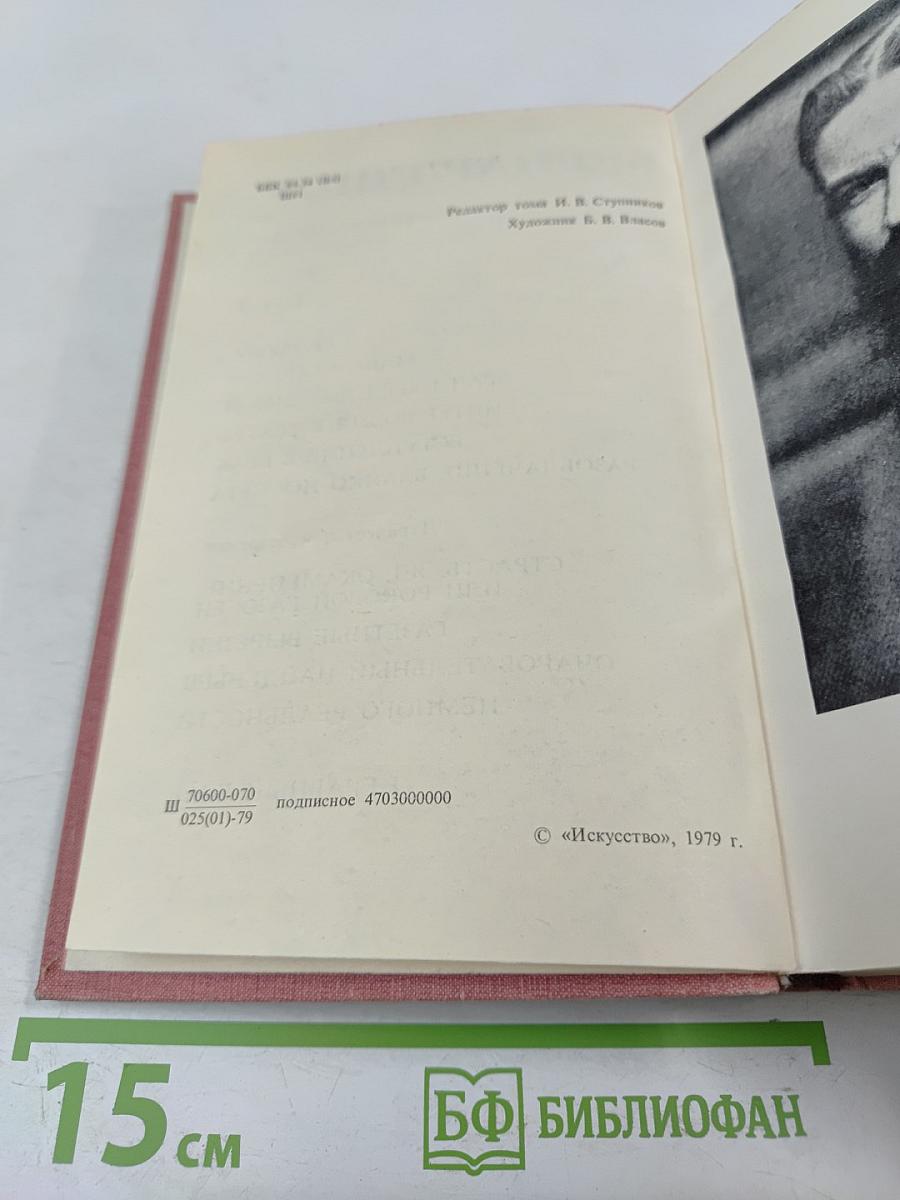 Редактор тома И. В. Ступников
Художник Б. В. Власов
Ш 70600-070
025(01)-79
подписное 4703000000
© «Искусство», 1979 г.
15 см
БФ БИБЛИОФАН